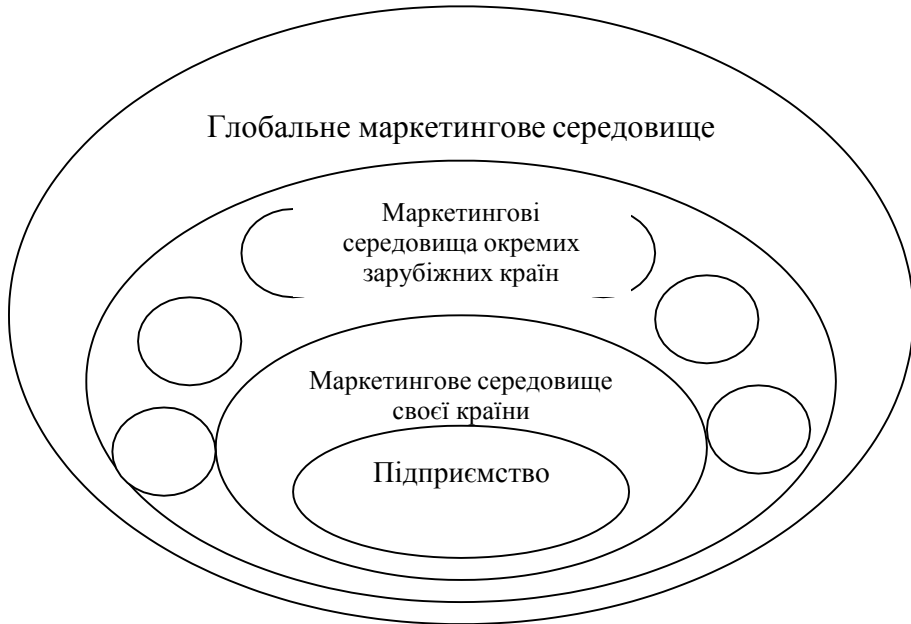 Глобальне маркетингове середовище
Маркетингові
середовища окремих
зарубіжних країн
Маркетингове середовище
своєї країни
Підприємство